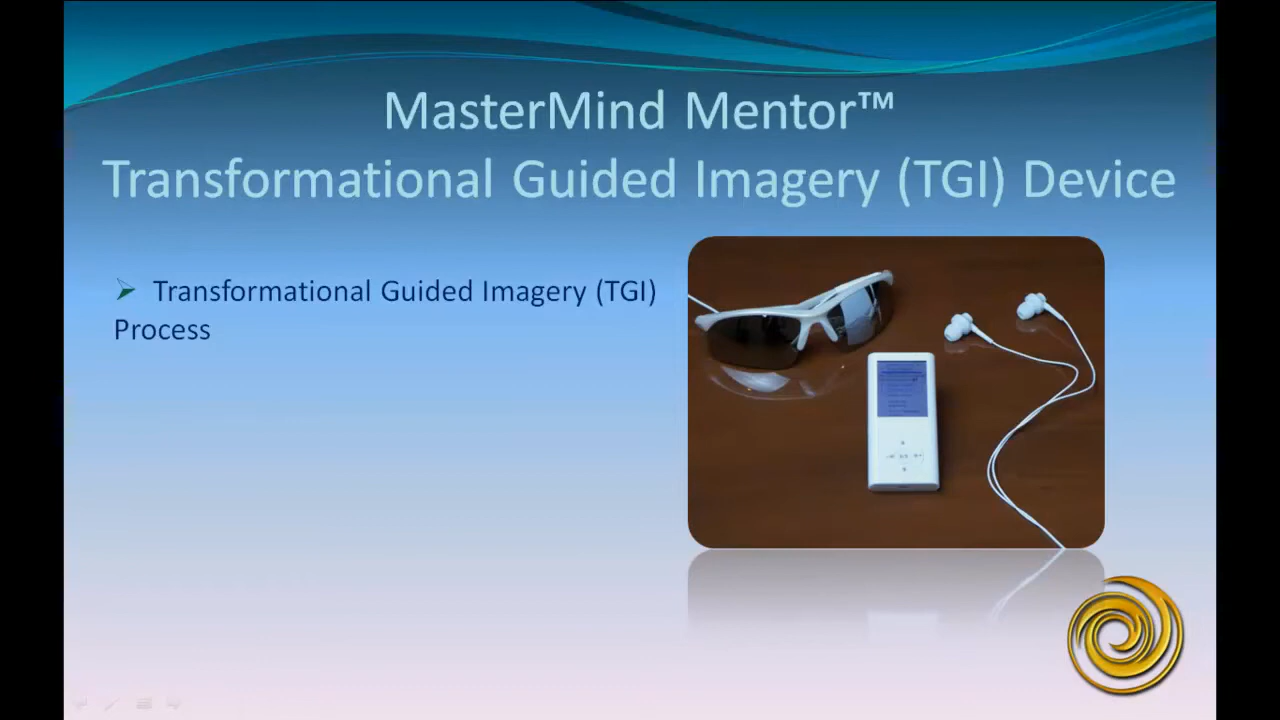 MasterMind Mentor™
Transformational Guided Imagery (TGI) Device
Transformational Guided Imagery (TGI)
Process